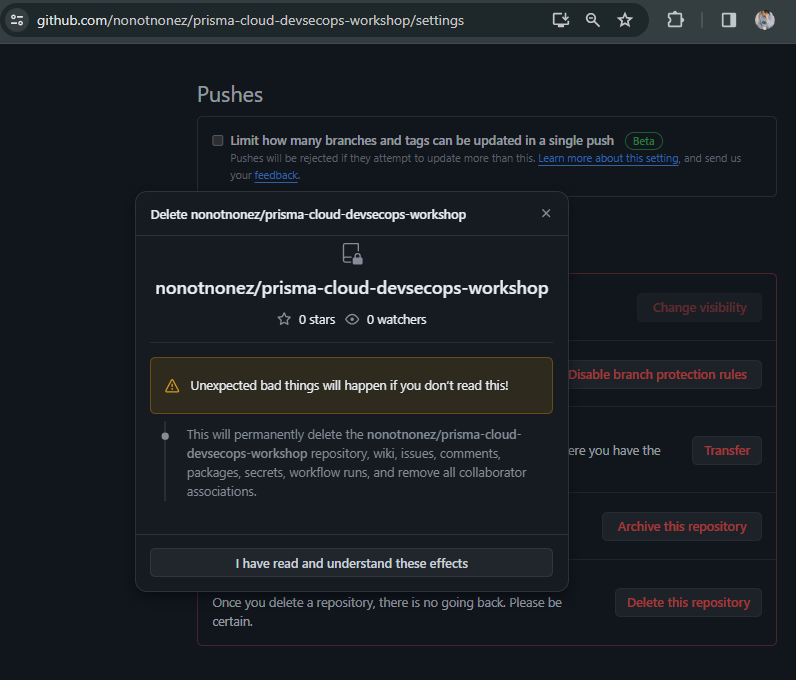 github.com/nonotnonez/prisma-cloud-devsecops-workshop/settings
Pushes
Limit how many branches and tags can be updated in a single push Beta
Pushes will be rejected if they attempt to update more than this. Learn more about this setting, and send us
your feedback.
Delete nonotnonez/prisma-cloud-devsecops-workshop
nonotnonez/prisma-cloud-devsecops-workshop
0 stars 0 watchers
Unexpected bad things will happen if you don't read this!
This will permanently delete the nonotnonez/prisma-cloud-
devsecops-workshop repository, wiki, issues, comments,
packages, secrets, workflow runs, and remove all collaborator
associations.
I have read and understand these effects
Change visibility
Disable branch protection rules
ere you have the
Transfer
Archive this repository
Once you delete a repository, there is no going back. Please be
certain.
Delete this repository